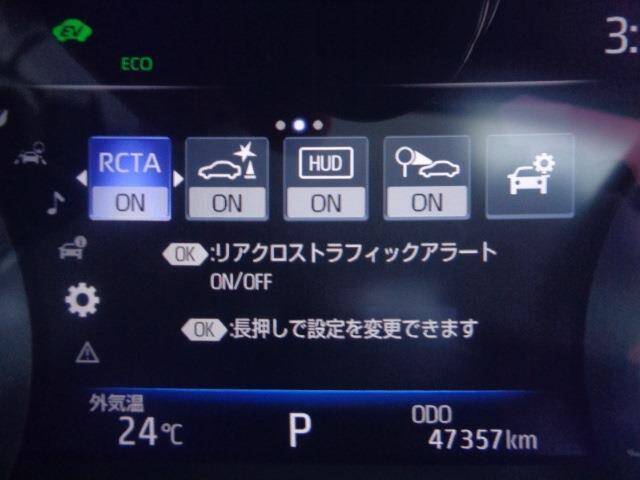 EV
3:
ECO
RCTA
ON
ON
HUD
ON
ON
OK :リアクロストラフィックアラート
ON/OFF
OK :長押しで設定を変更できます
外気温
24℃
P
ODO
47357km